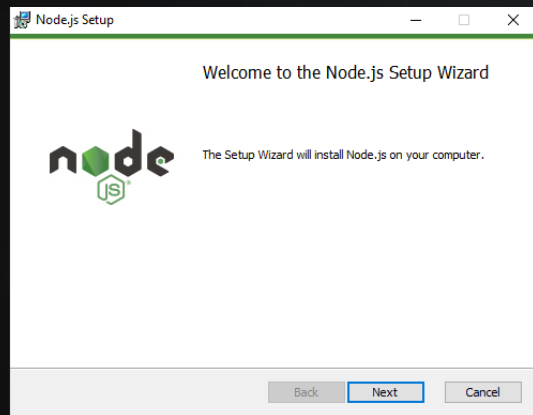 Node.js Setup
Welcome to the Node.js Setup Wizard
node
JS
The Setup Wizard will install Node.js on your computer.
Back
Next
Cancel